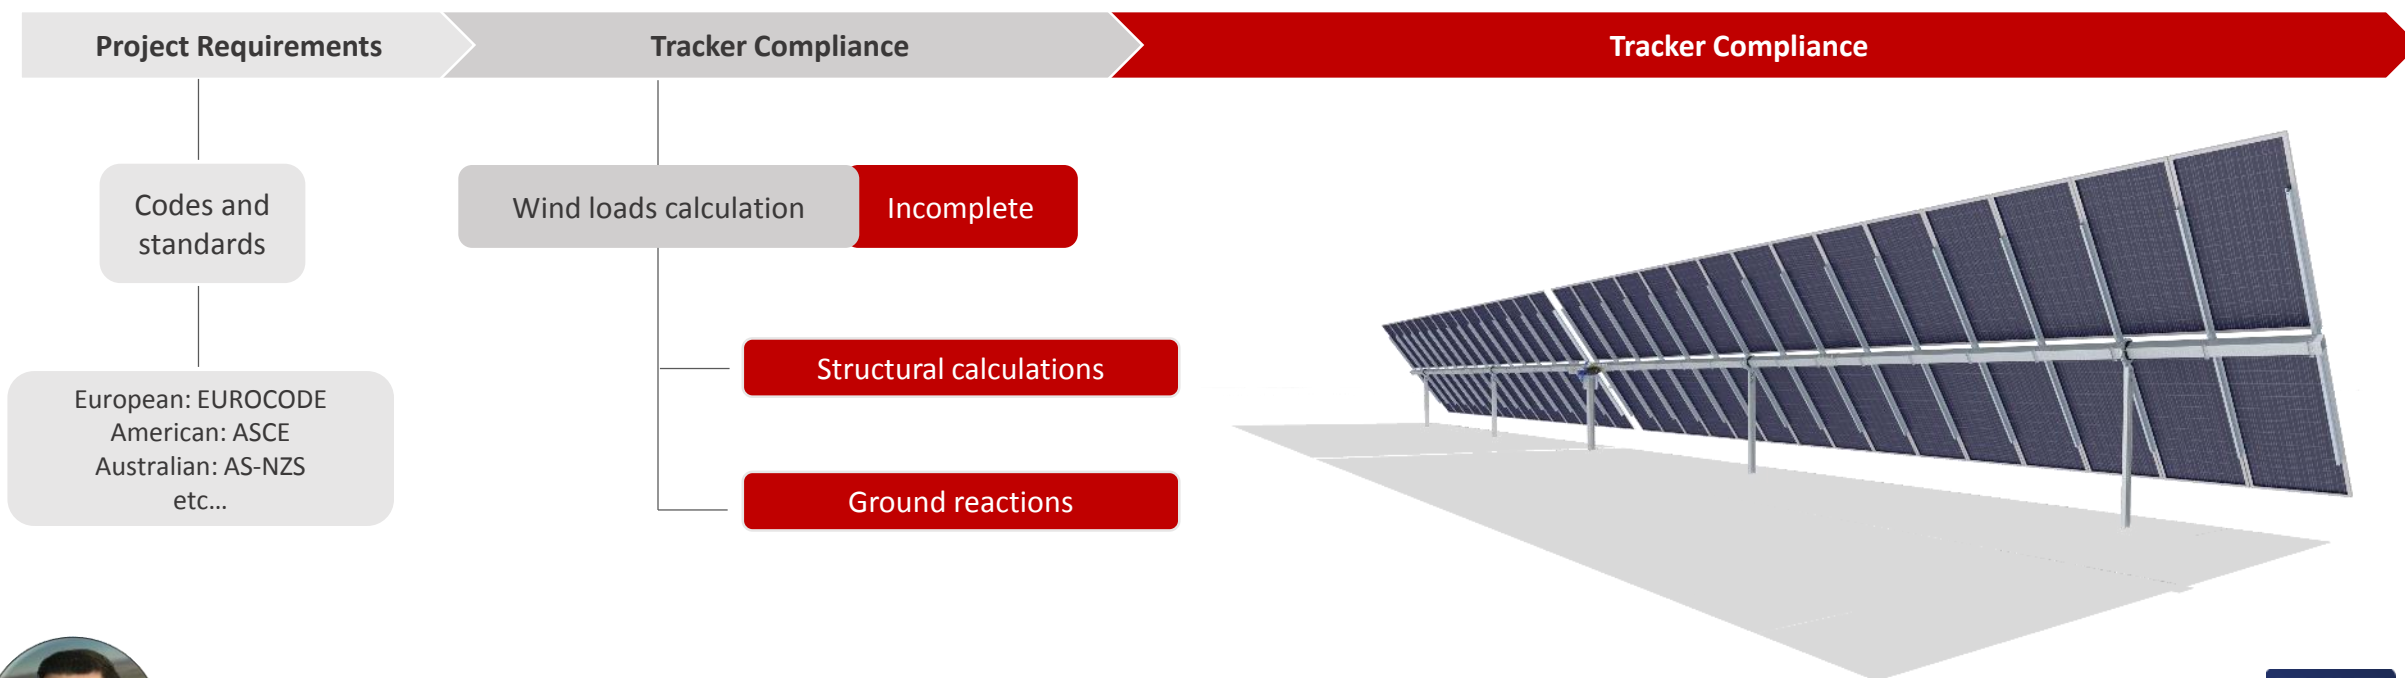 Project Requirements
Tracker Compliance
Tracker Compliance
Codes and
standards
European: EUROCODE
American: ASCE
Australian: AS-NZS
etc...
Wind loads calculation
Incomplete
Structural calculations
Ground reactions